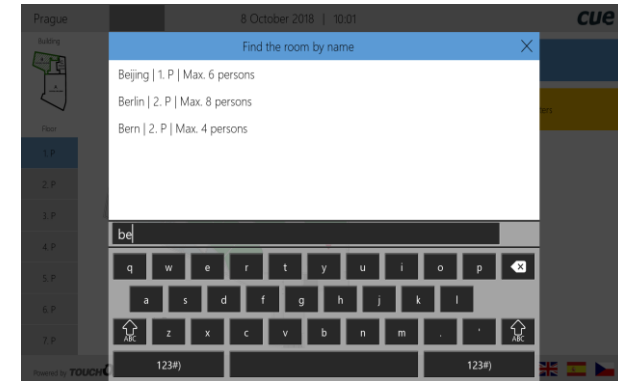 Prague
8 October 2018 | 10:01
cue
Building
Find the room by name
Beijing | 1. P | Max. 6 persons
Berlin | 2. P | Max. 8 persons
Bern | 2. P | Max. 4 persons
Floor
1. P
2. P
3. P
4. P
5. P
6. P
7. P
be
q w e r t y u i o p
a s d f g h j k l
ABC z x c v b n m . ' ABC
123#) 123#)
Powered by TOUCH